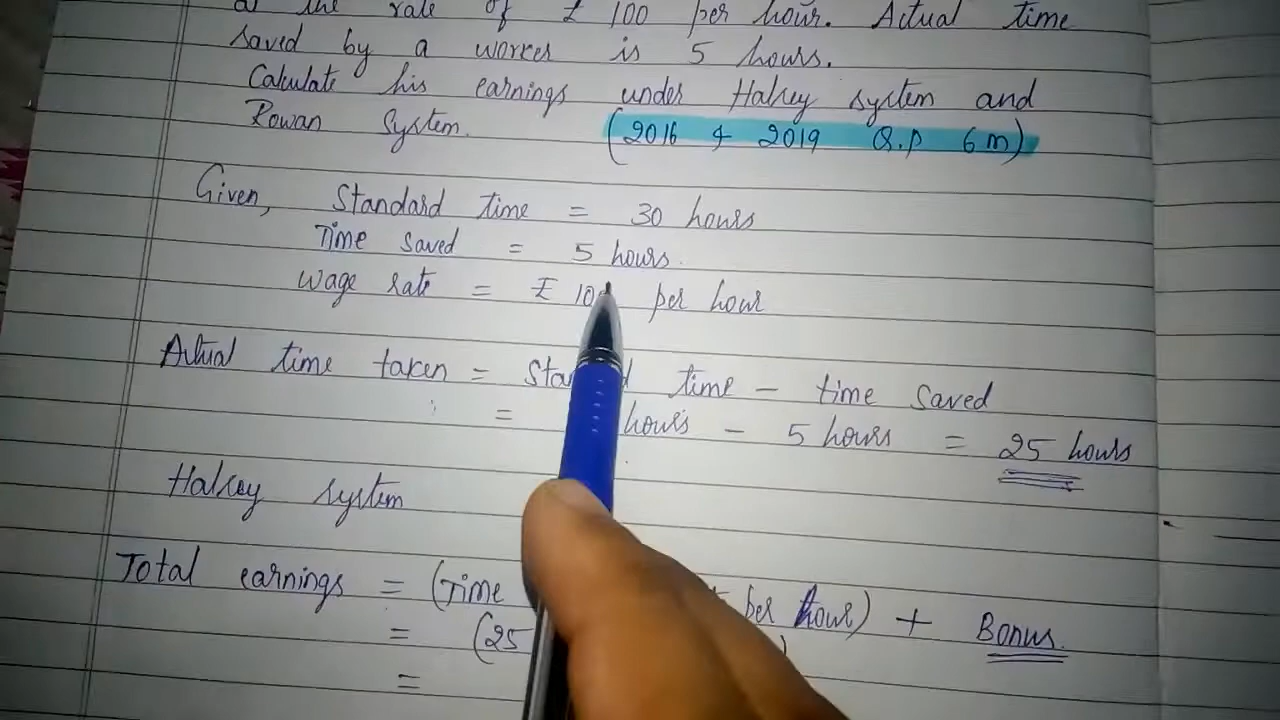 at the rate of ₹ 100 per hour. Actual time
saved by a worker is 5 hours.
Calculate his earnings under Halsey system and
Rowan System. (2016 & 2019 Q.P 6m)
Given, Standard time = 30 hours
Time saved = 5 hours.
Wage rate = ₹ 100 per hour
Actual time taken = time - time saved
= hours - 5 hours = 25 hours
Halsey system
Total earnings = (Time per hour) + Bonus.
= (25 )
=